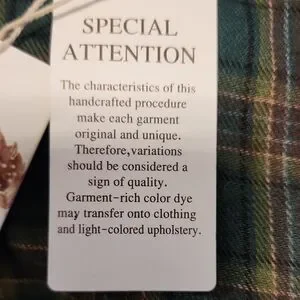 SPECIAL
ATTENTION
The characteristics of this
handcrafted procedure
make each garment
original and unique.
Therefore,variations
should be considered a
sign of quality.
Garment-rich color dye
may transfer onto clothing
and light-colored upholstery.